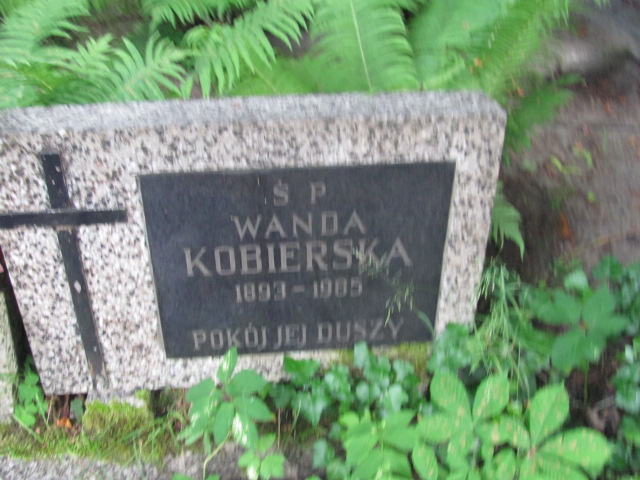 Ś P
WANDA
KOBIERSKA
1893 - 1985
POKÓJ JEJ DUSZY